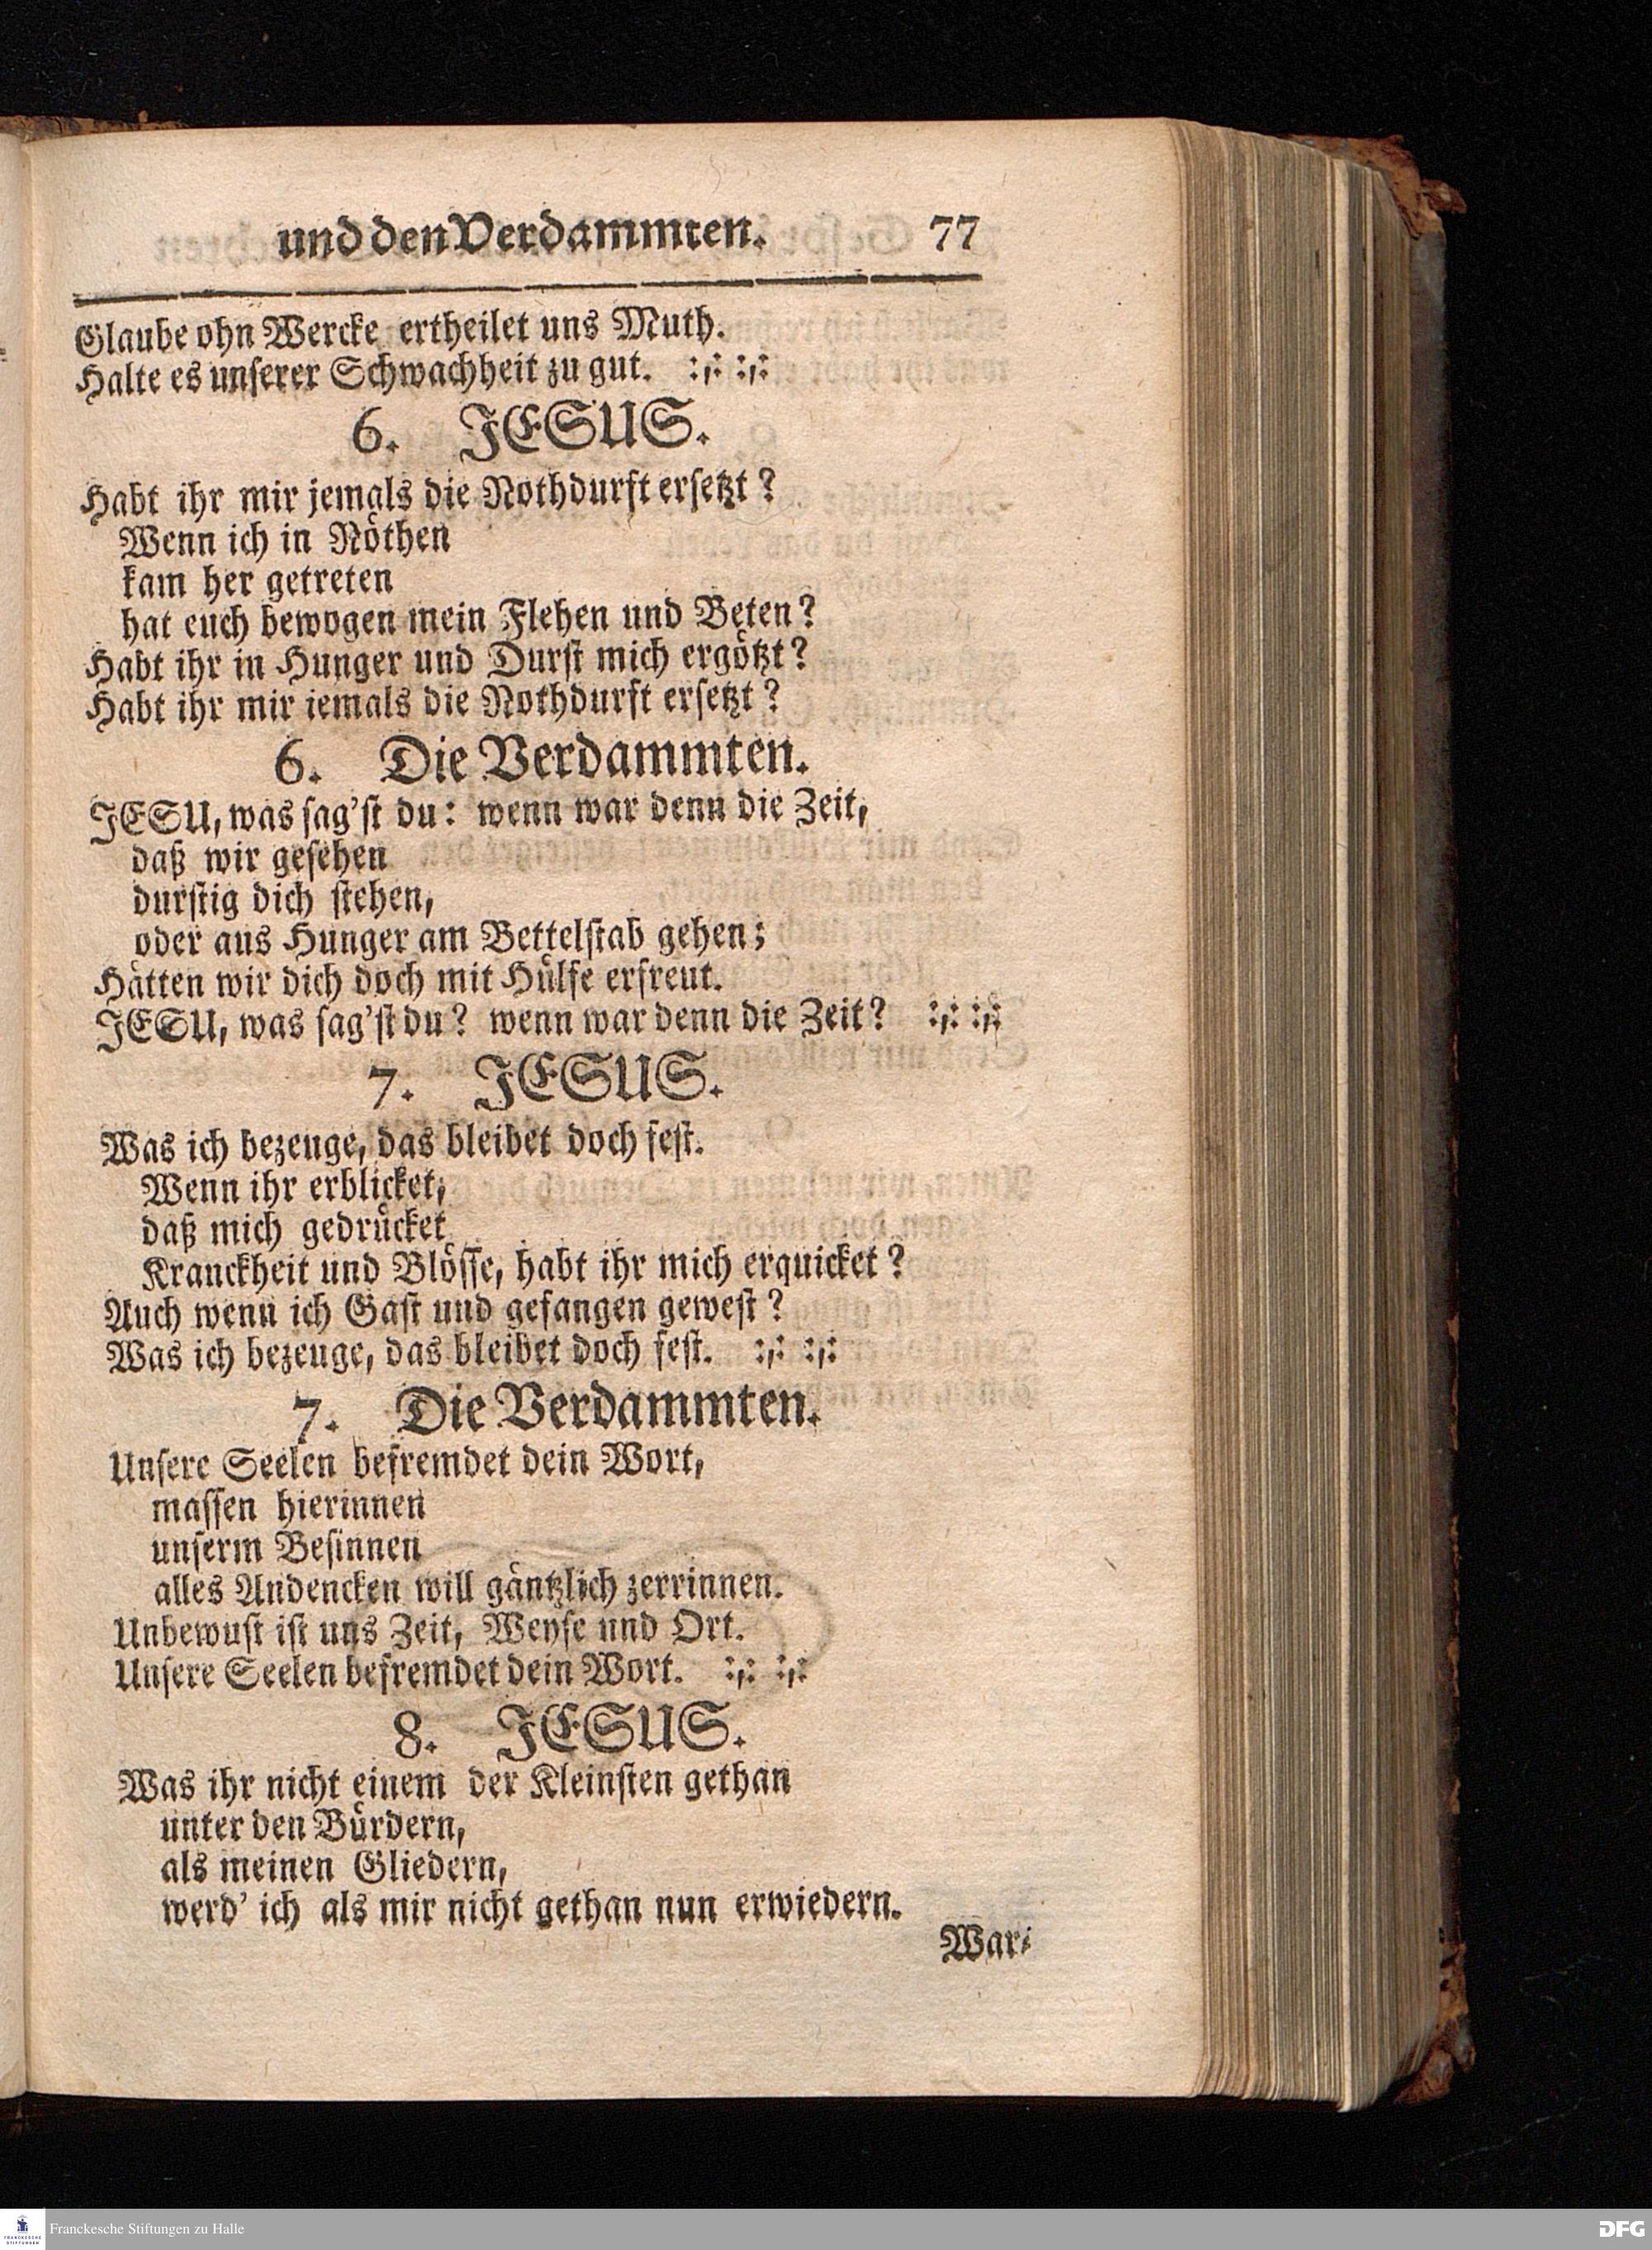 und den Verdammten. 77
Glaube ohn Wercke ertheilet uns Muth.
Halte es unserer Schwachheit zu gut. :,: :,:
6. JESUS.
Habt ihr mir jemals die Nothdurft ersetzt?
Wenn ich in Nöthen
kam her getreten
hat euch bewogen mein Flehen und Beten?
Habt ihr in Hunger und Durst mich ergötzt?
Habt ihr mir iemals die Nothdurft ersetzt?
6. Die Verdammten.
JESU, was sag'st du: wenn war denn die Zeit,
daß wir gesehen
durstig dich stehen,
oder aus Hunger am Bettelstab gehen;
Hätten wir dich doch mit Hülfe erfreut.
JESU, was sag'st du? wenn war denn die Zeit? :,: :,:
7. JESUS.
Was ich bezeuge, das bleibet doch fest.
Wenn ihr erblicket,
daß mich gedrücket
Kranckheit und Blösse, habt ihr mich erquicket?
Auch wenn ich Gast und gefangen gewest?
Was ich bezeuge, das bleibet doch fest. :,: :,:
7. Die Verdammten.
Unsere Seelen befremdet dein Wort,
massen hierinnen
unserm Besinnen
alles Andencken will gäntzlich zerrinnen.
Unbewust ist uns Zeit, Weyse und Ort.
Unsere Seelen befremdet dein Wort. :,: :,:
8. JESUS.
Was ihr nicht einem der Kleinsten gethan
unter den Bürdern,
als meinen Gliedern,
werd' ich als mir nicht gethan nun erwiedern.
War-
Franckesche Stiftungen zu Halle
FRANCKESCHE STIFTUNGEN
DFG